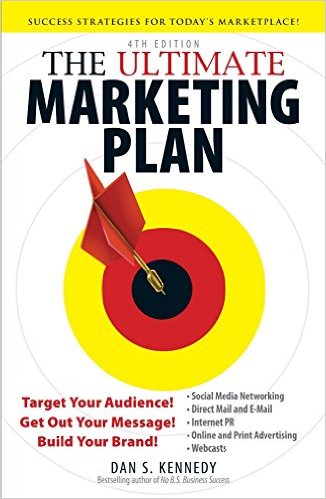 SUCCESS STRATEGIES FOR TODAY'S MARKETPLACE!
4TH EDITION
THE ULTIMATE
MARKETING
PLAN
Target Your Audience!
Get Out Your Message!
Build Your Brand!
• Social Media Networking
• Direct Mail and E-Mail
• Internet PR
• Online and Print Advertising
• Webcasts
DAN S. KENNEDY
Bestselling author of No B.S. Business Success